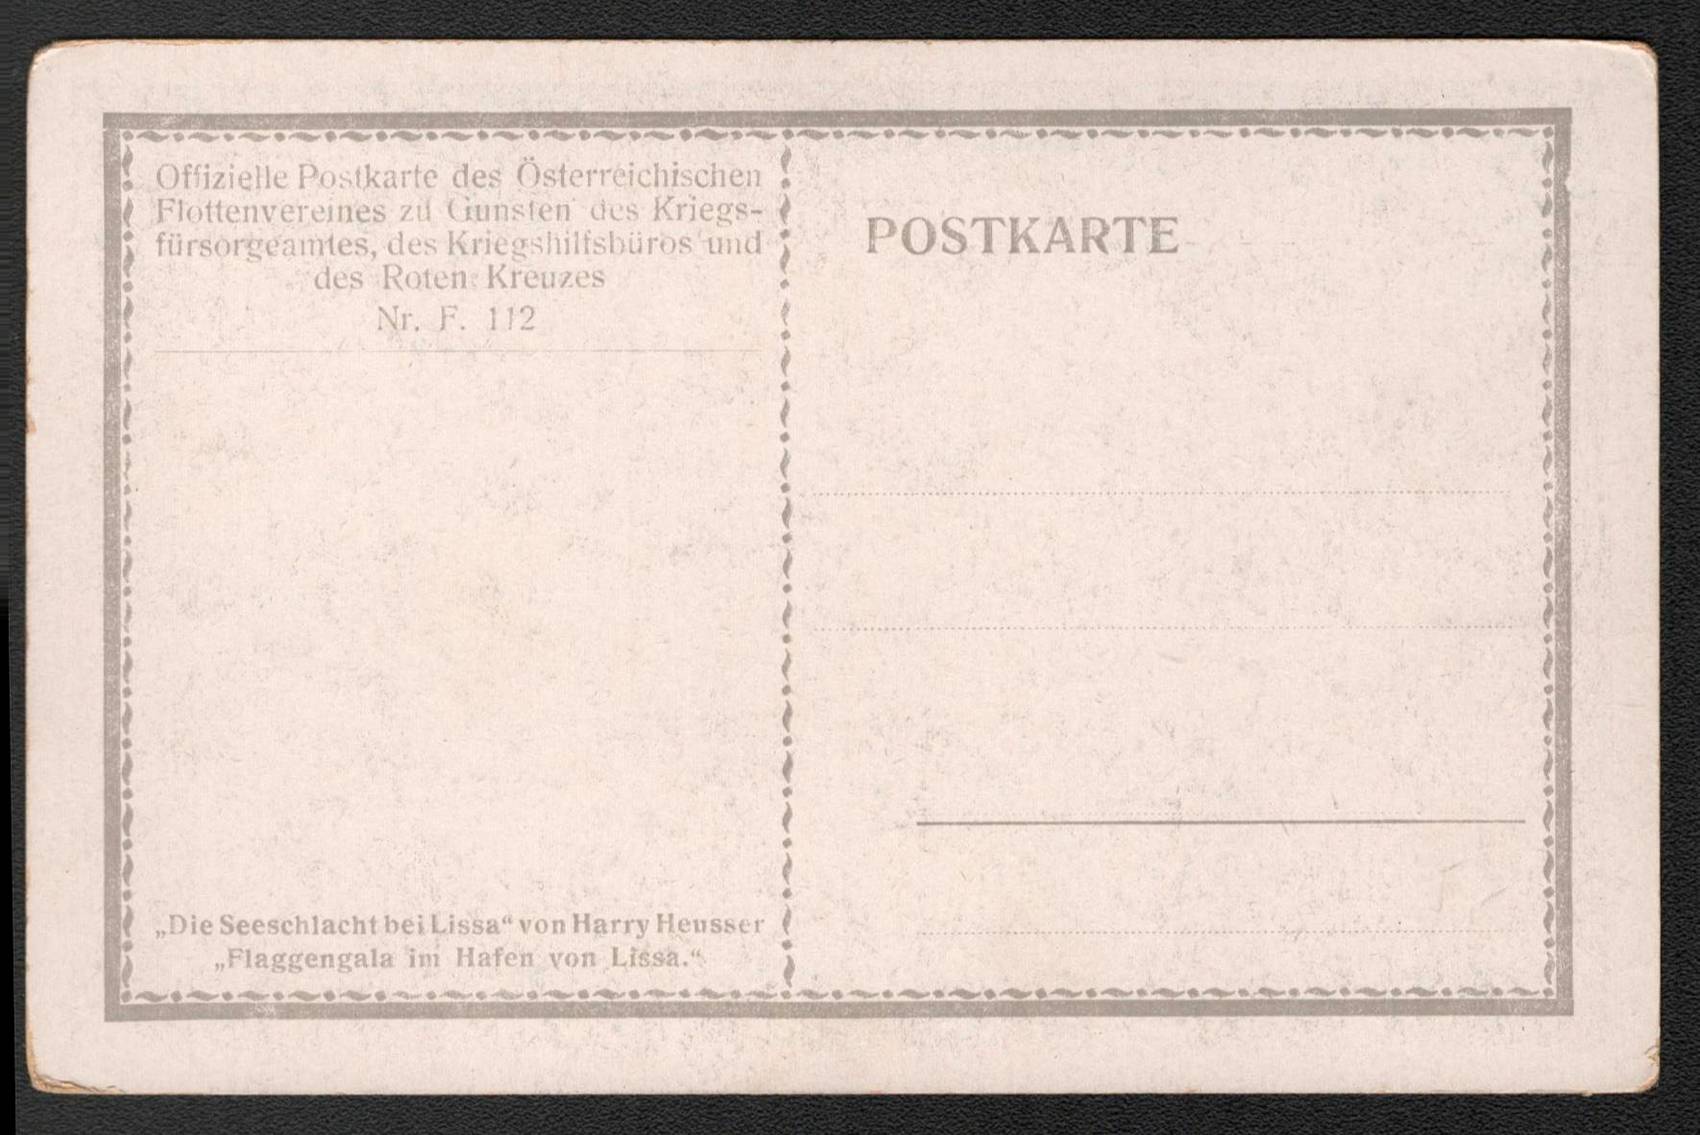 Offizielle Postkarte des Österreichischen
Flottenvereines zu Gunsten des Kriegs-
fürsorgeamtes, des Kriegshilfsbüros und
des Roten Kreuzes
Nr. F. 112
POSTKARTE
„Die Seeschlacht bei Lissa“ von Harry Heusser
„Flaggengala im Hafen von Lissa.“